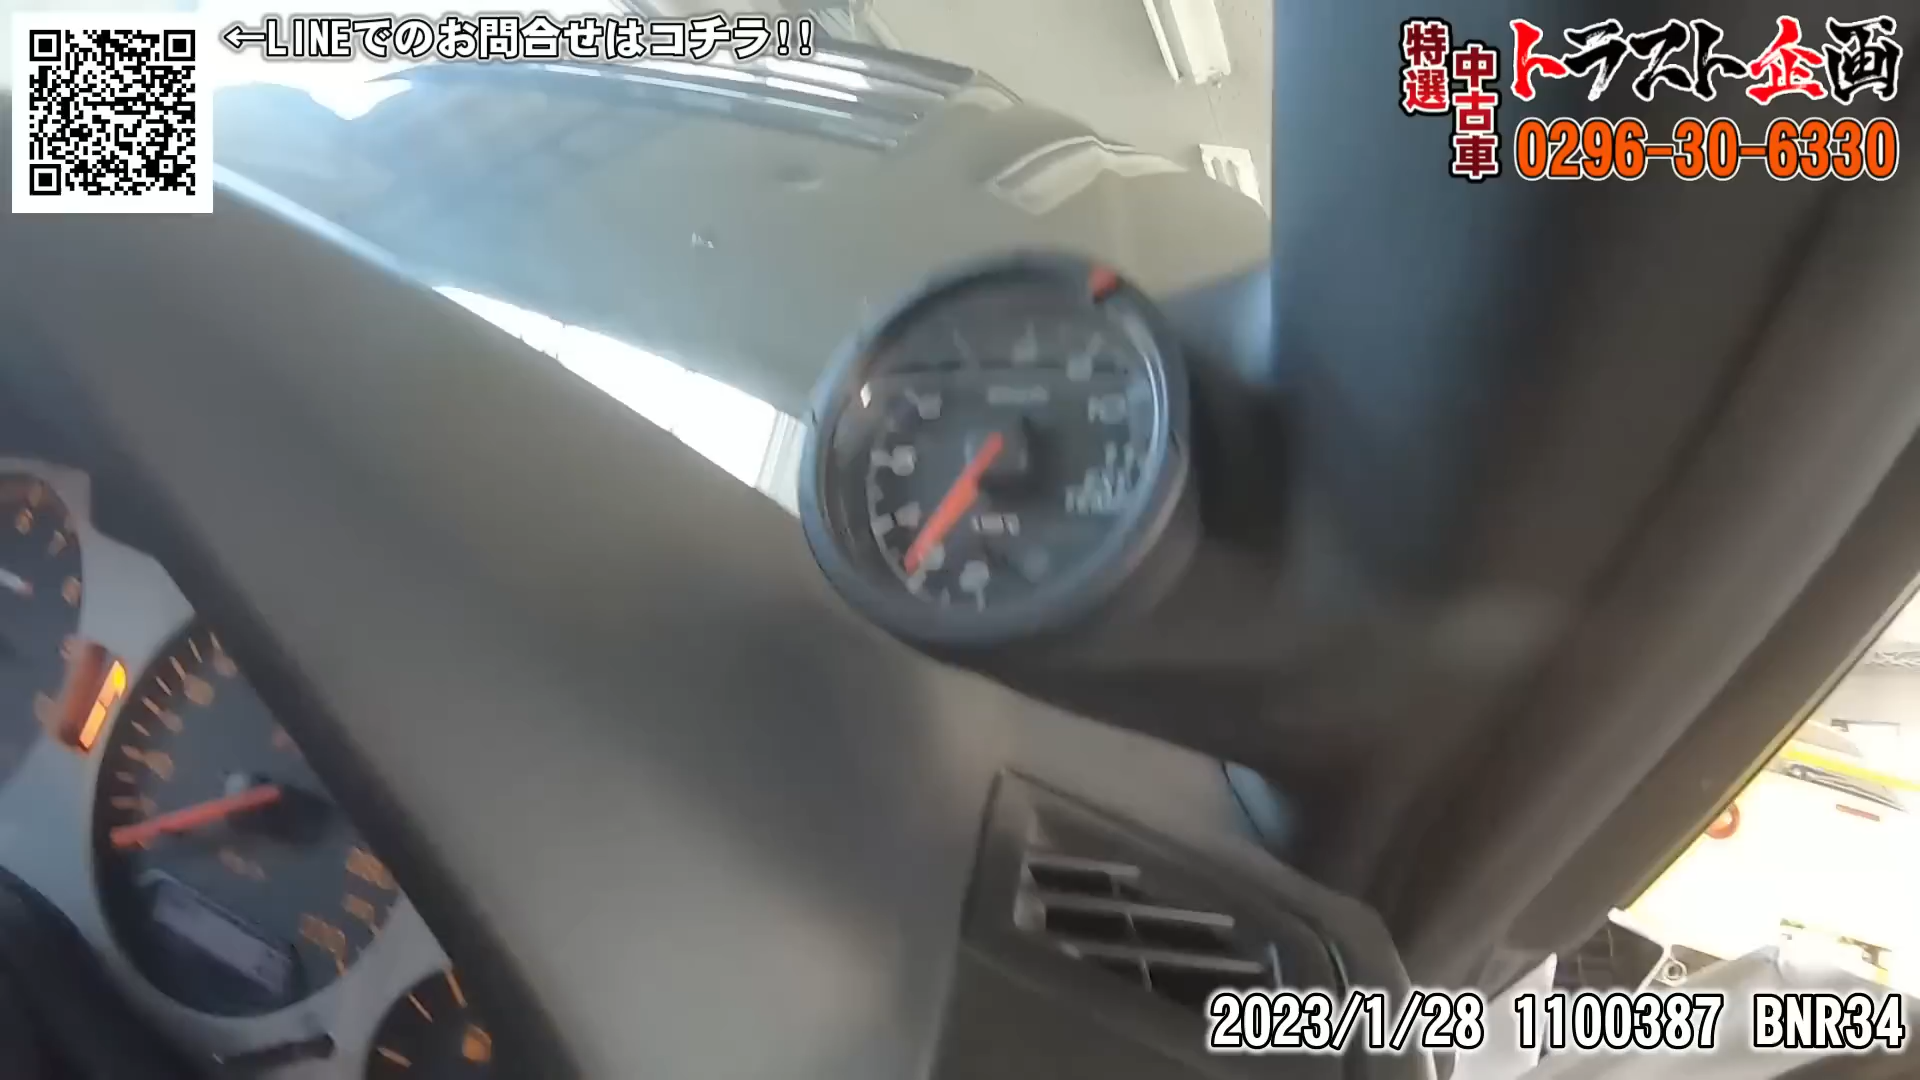 ←LINEでのお問合せはコチラ!!
特選
中古車
トラスト企画
0296-30-6330
2023/1/28 1100387 BNR34